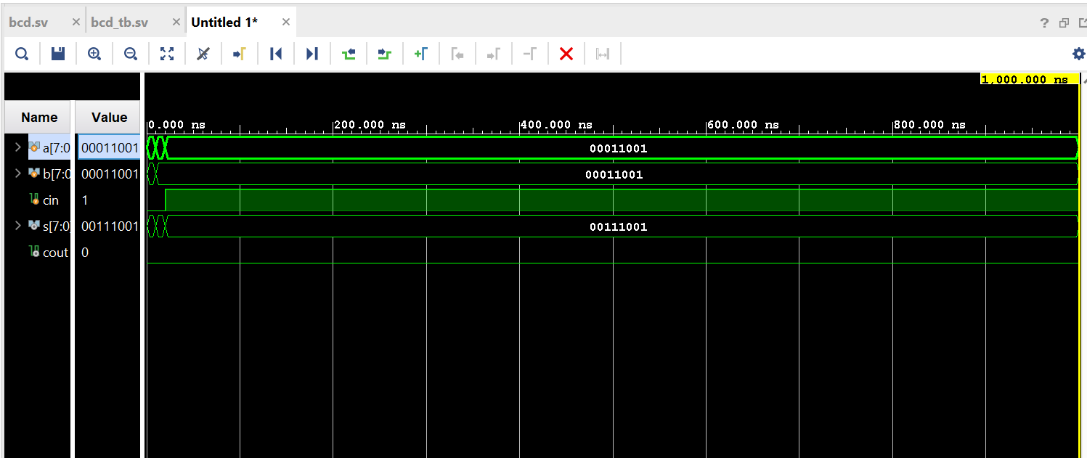 bcd.sv × bcd_tb.sv × Untitled 1* ×
?
1,000.000 ns
Name Value
0.000 ns 200.000 ns 400.000 ns 600.000 ns 800.000 ns
a[7:0 00011001 00011001
b[7:0 00011001 00011001
cin 1
s[7:0] 00111001 00111001
cout 0